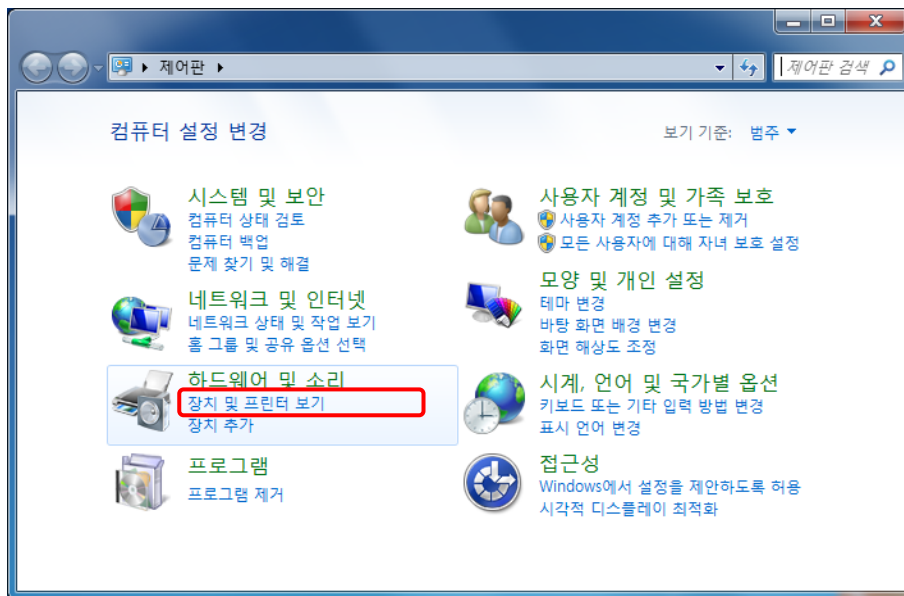 제어판
제어판 검색
컴퓨터 설정 변경
보기 기준: 범주
시스템 및 보안
컴퓨터 상태 검토
컴퓨터 백업
문제 찾기 및 해결
네트워크 및 인터넷
네트워크 상태 및 작업 보기
홈 그룹 및 공유 옵션 선택
하드웨어 및 소리
장치 및 프린터 보기
장치 추가
프로그램
프로그램 제거
사용자 계정 및 가족 보호
사용자 계정 추가 또는 제거
모든 사용자에 대해 자녀 보호 설정
모양 및 개인 설정
테마 변경
바탕 화면 배경 변경
화면 해상도 조정
시계, 언어 및 국가별 옵션
키보드 또는 기타 입력 방법 변경
표시 언어 변경
접근성
Windows에서 설정을 제안하도록 허용
시각적 디스플레이 최적화